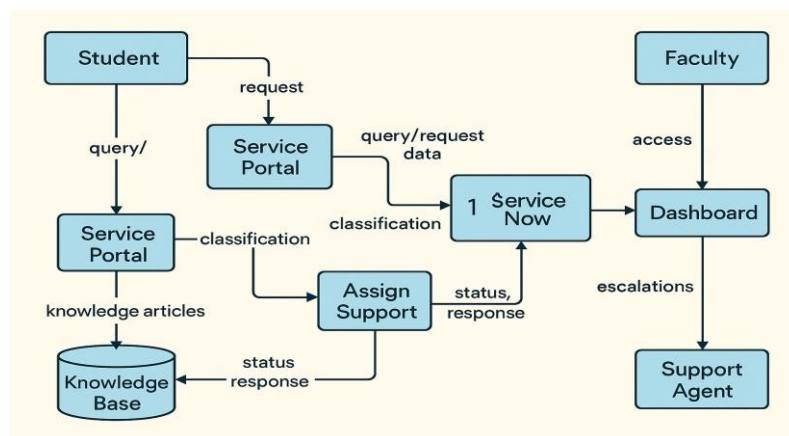 Student
Faculty
request
query/
Service
Portal
query/request
data
access
classification
1 Service
Now
Dashboard
Service
Portal
classification
knowledge articles
Assign
Support
status,
response
escalations
Knowledge
Base
status
response
Support
Agent